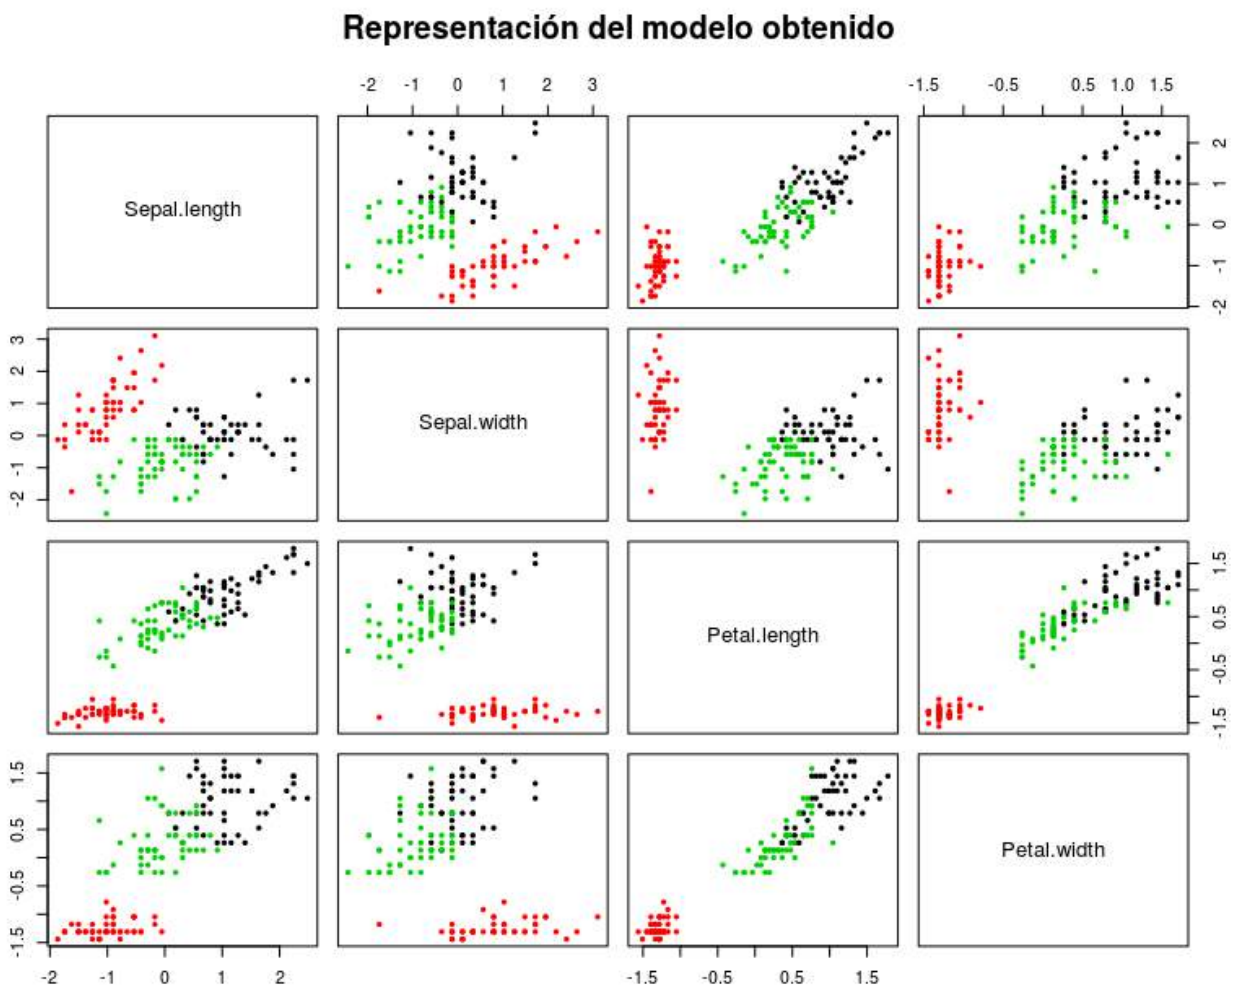 Representación del modelo obtenido
-2 -1 0 1 2 3 -1.5 -0.5 0.5 1.0 1.5
Sepal.length
-2 -1 0 1 2
-2 -1 0 1 2 3
Sepal.width
Petal.length
-1.5 -0.5 0.5 1.5
-1.5 -0.5 0.5 1.5
Petal.width
-2 -1 0 1 2 -1.5 -0.5 0.5 1.5